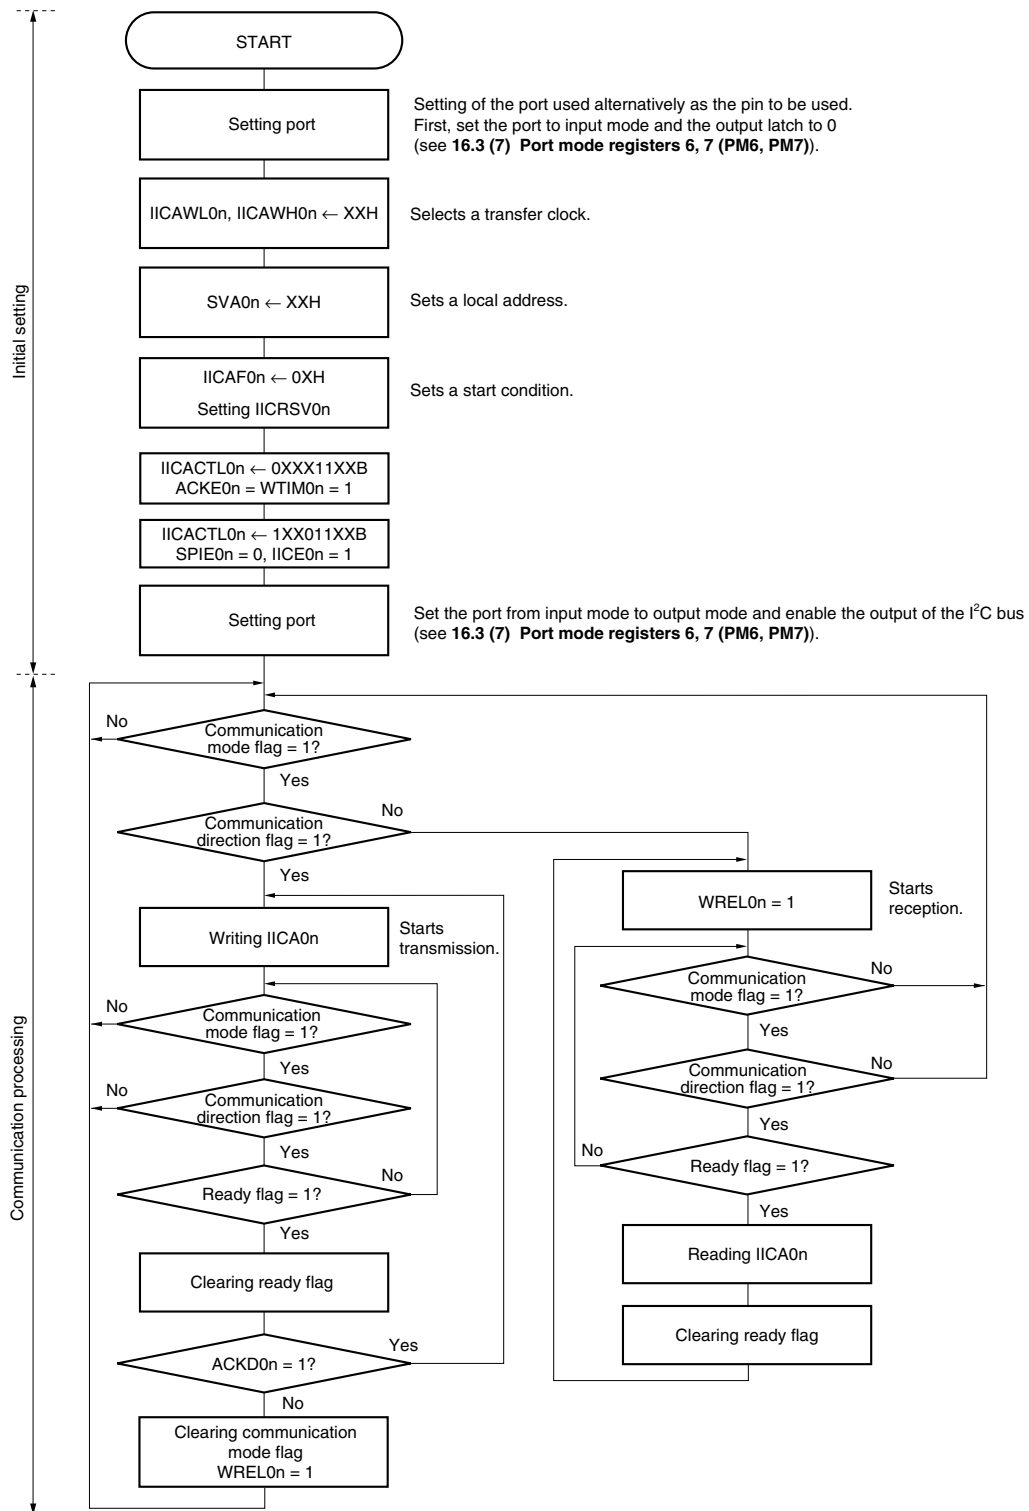 START
Setting port
Setting of the port used alternatively as the pin to be used.
First, set the port to input mode and the output latch to 0
(see 16.3 (7) Port mode registers 6, 7 (PM6, PM7)).
IICAWL0n, IICAWH0n ← XXH
Selects a transfer clock.
SVA0n ← XXH
Sets a local address.
IICAF0n ← 0XH
Setting IICRSV0n
Sets a start condition.
IICACTL0n ← 0XXX11XXB
ACKE0n = WTIM0n = 1
IICACTL0n ← 1XX011XXB
SPIE0n = 0, IICE0n = 1
Setting port
Set the port from input mode to output mode and enable the output of the I²C bus
(see 16.3 (7) Port mode registers 6, 7 (PM6, PM7)).
Initial setting
No
Communication
mode flag = 1?
Yes
Communication
direction flag = 1?
No
Yes
Writing IICA0n
Starts
transmission.
No
Communication
mode flag = 1?
Yes
No
Communication
direction flag = 1?
Yes
Ready flag = 1?
No
Yes
Clearing ready flag
ACKD0n = 1?
Yes
No
Clearing communication
mode flag
WREL0n = 1
WREL0n = 1
Starts
reception.
Communication
mode flag = 1?
No
Yes
Communication
direction flag = 1?
No
Yes
No
Ready flag = 1?
Yes
Reading IICA0n
Clearing ready flag
Communication processing